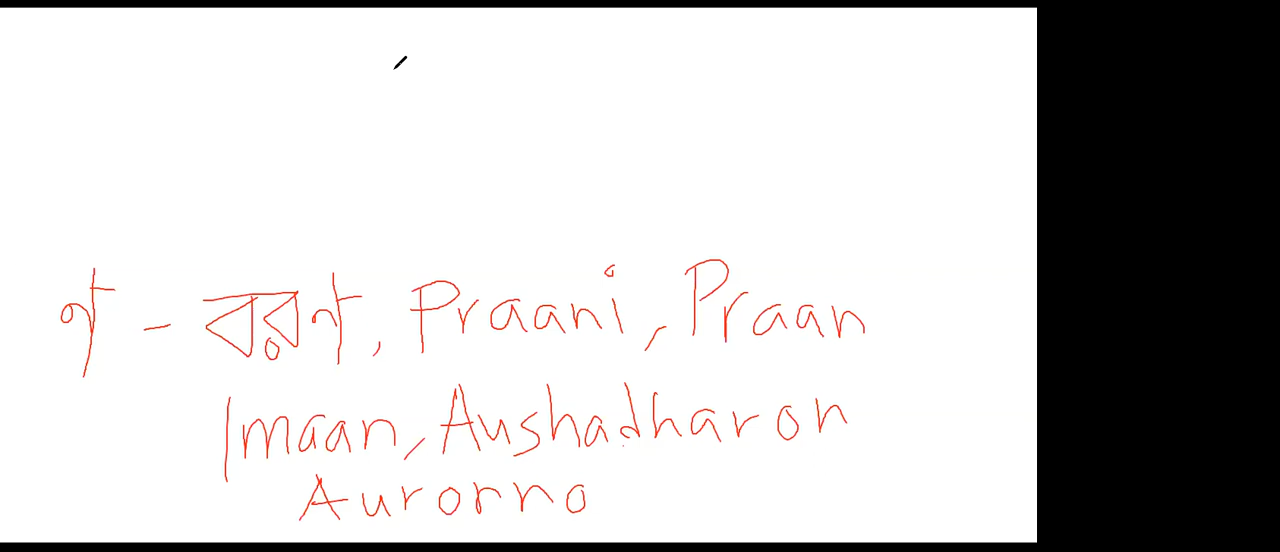 ণ - বরণ, Praani, Praan
Imaan, Aushadharon
Aurorno